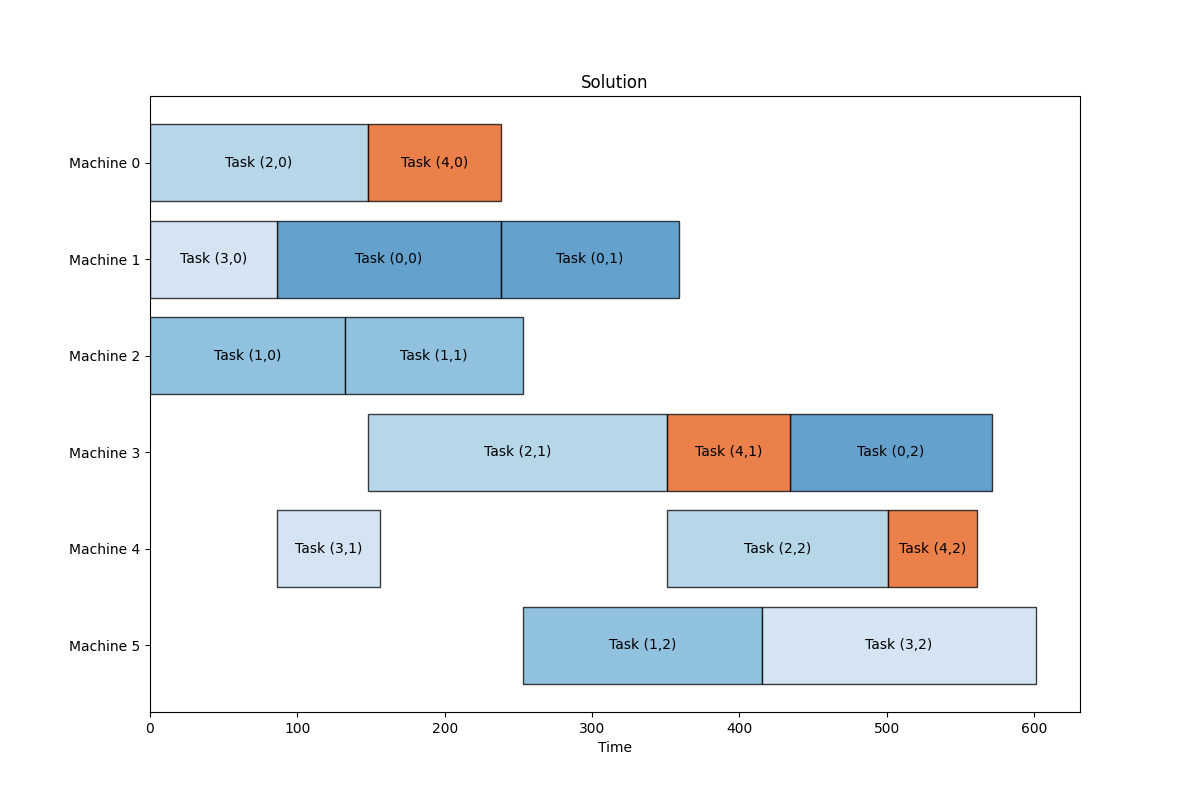 Solution
Machine 0
Task (2,0)
Task (4,0)
Machine 1
Task (3,0)
Task (0,0)
Task (0,1)
Machine 2
Task (1,0)
Task (1,1)
Machine 3
Task (2,1)
Task (4,1)
Task (0,2)
Machine 4
Task (3,1)
Task (2,2)
Task (4,2)
Machine 5
Task (1,2)
Task (3,2)
0 100 200 300 400 500 600
Time